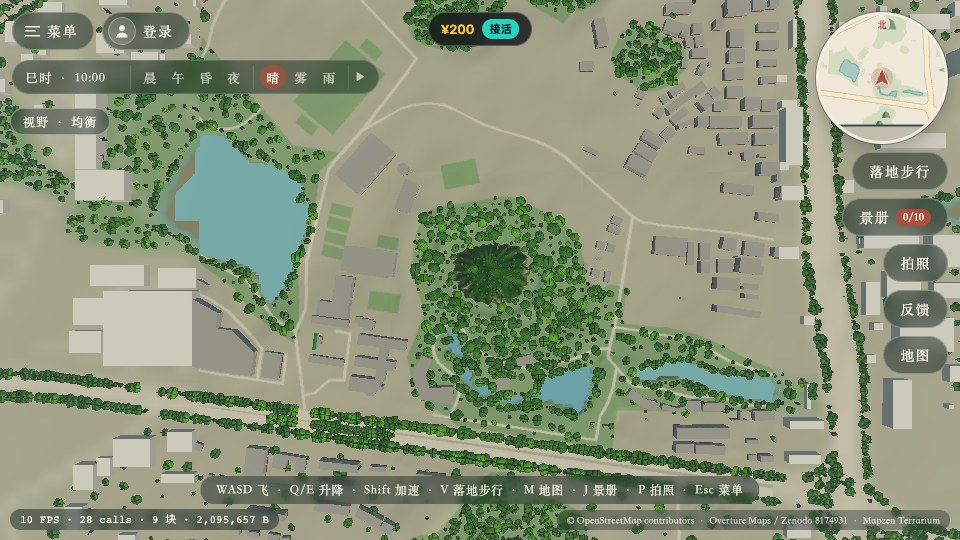 菜单
登录
¥200 接活
北
巳时 · 10:00 晨 午 昏 夜 晴 雾 雨
视野 · 均衡
落地步行
景册 0/10
拍照
反馈
地图
WASD 飞 · Q/E 升降 · Shift 加速 · V 落地步行 · M 地图 · J 景册 · P 拍照 · Esc 菜单
10 FPS · 28 calls · 9 块 · 2,095,657 B
© OpenStreetMap contributors · Overture Maps / Zenodo 8174931 · Mapzen Terrarium